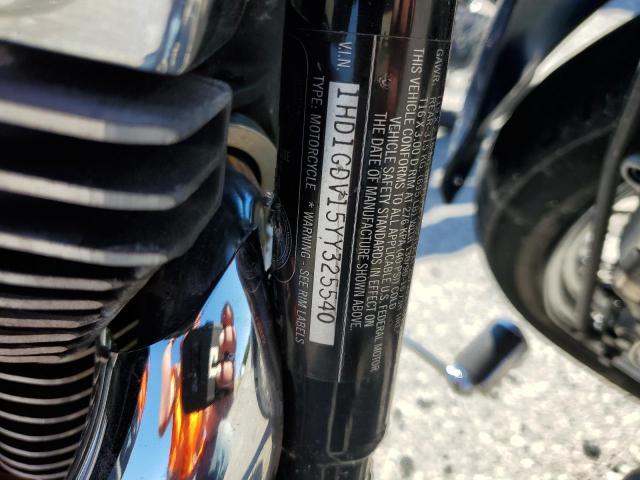 THIS VEHICLE CONFORMS TO ALL APPLICABLE U.S. FEDERAL MOTOR
VEHICLE SAFETY STANDARDS IN EFFECT ON
THE DATE OF MANUFACTURE SHOWN ABOVE.
V.I.N. 1HD1GDV15YY325540
TYPE: MOTORCYCLE * WARNING - SEE RIM LABELS